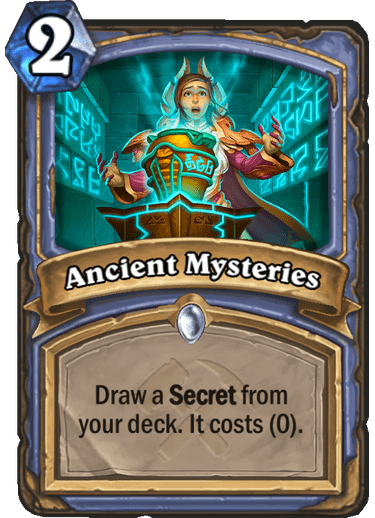 2
Ancient Mysteries
Draw a Secret from
your deck. It costs (0).